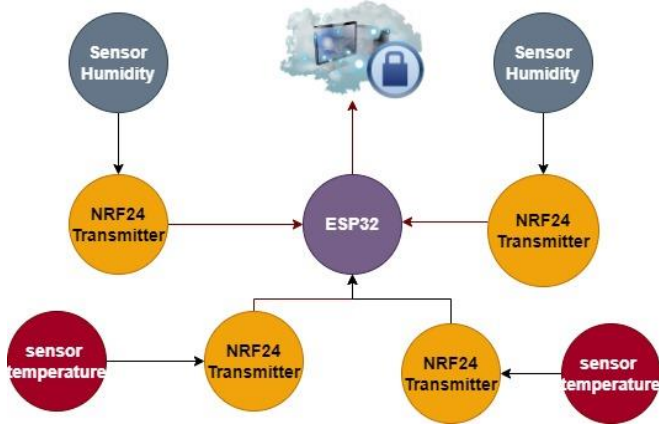 Sensor
Humidity
Sensor
Humidity
NRF24
Transmitter
ESP32
NRF24
Transmitter
sensor
temperature
NRF24
Transmitter
NRF24
Transmitter
sensor
temperature